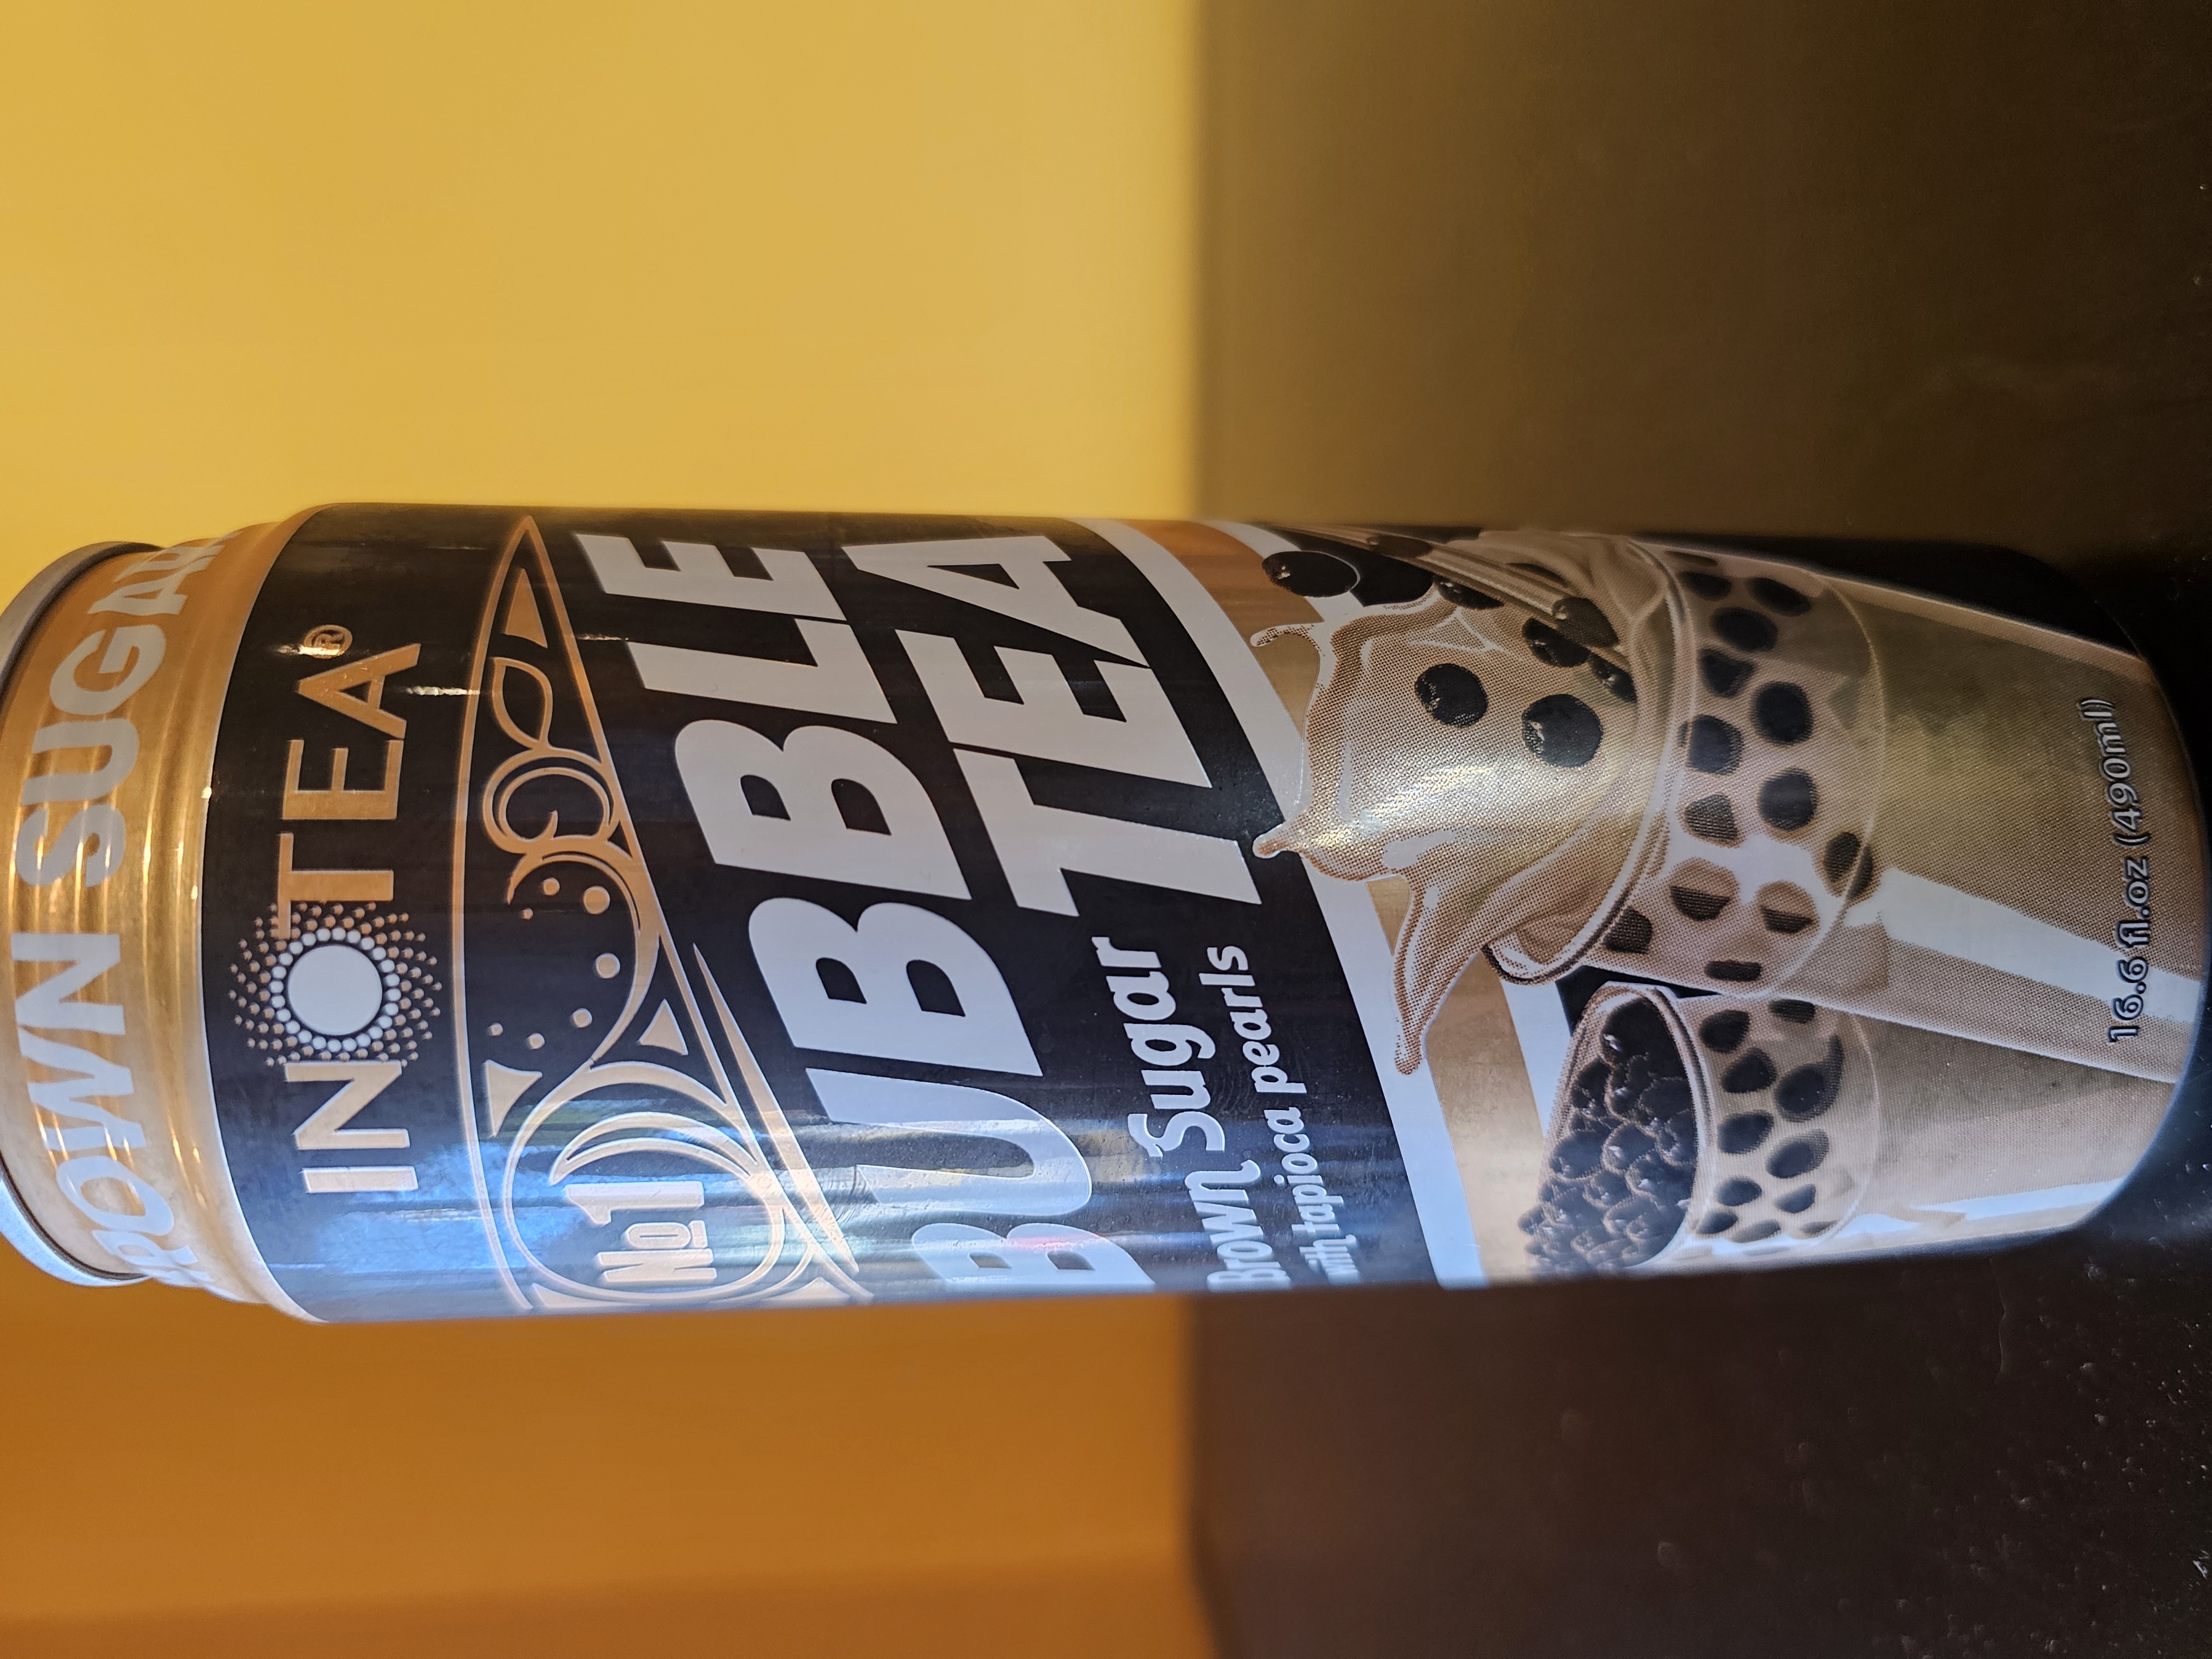 BROWN SUGAR
INOTEA®
No1
BUBBLE
TEA
Brown Sugar
with tapioca pearls
16.6 fl.oz (490ml)